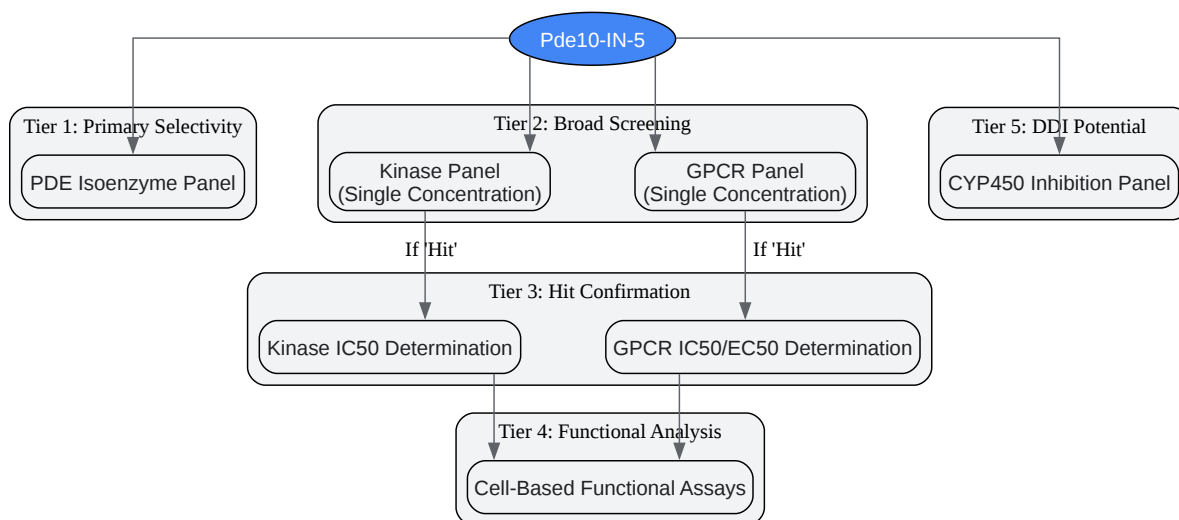 Pde10-IN-5
Tier 1: Primary Selectivity
PDE Isoenzyme Panel
Tier 2: Broad Screening
Kinase Panel
(Single Concentration)
GPCR Panel
(Single Concentration)
Tier 5: DDI Potential
CYP450 Inhibition Panel
If 'Hit'
If 'Hit'
Tier 3: Hit Confirmation
Kinase IC50 Determination
GPCR IC50/EC50 Determination
Tier 4: Functional Analysis
Cell-Based Functional Assays